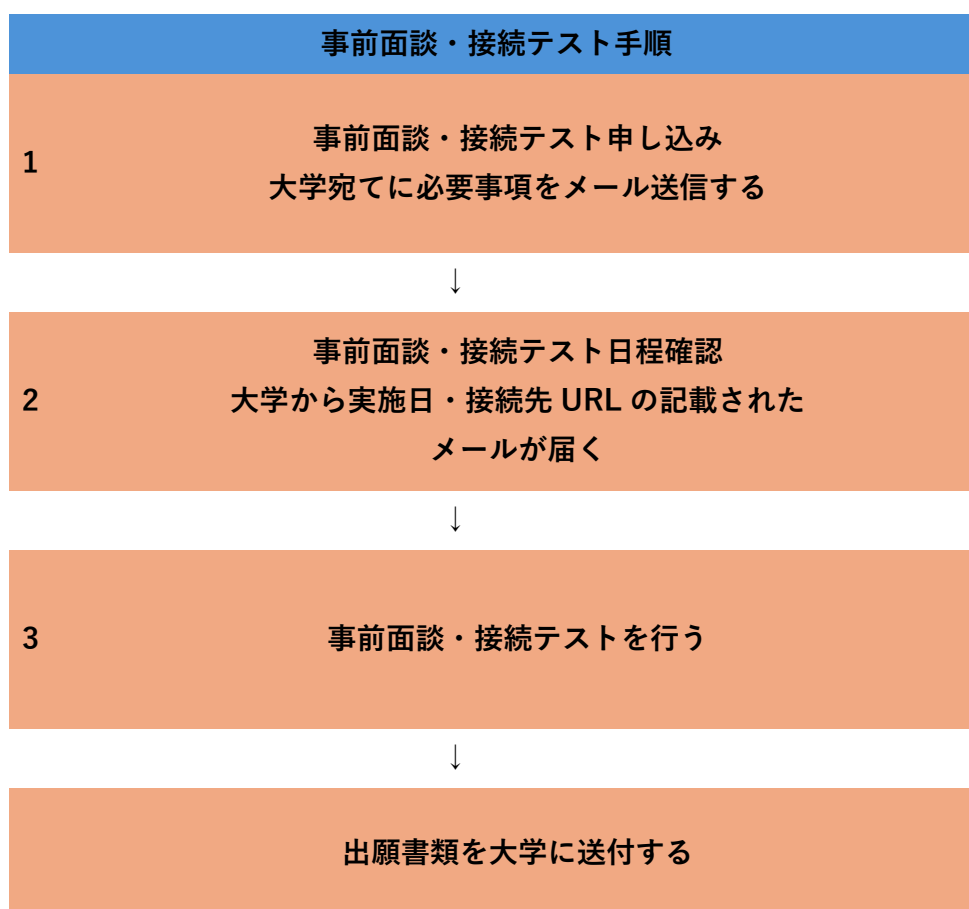 事前面談・接続テスト手順
1
事前面談・接続テスト申し込み
大学宛てに必要事項をメール送信する
↓
2
事前面談・接続テスト日程確認
大学から実施日・接続先 URL の記載された
メールが届く
↓
3
事前面談・接続テストを行う
↓
出願書類を大学に送付する